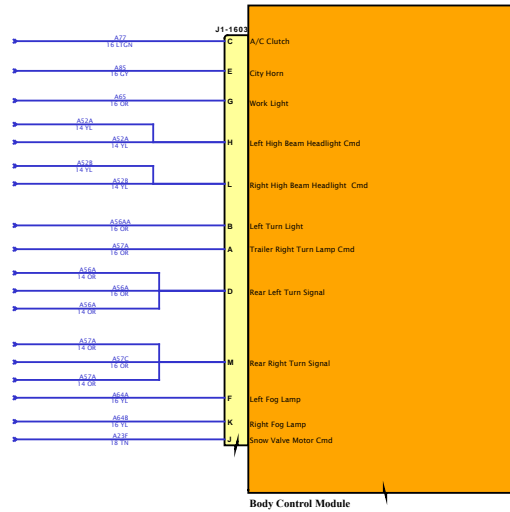 J1-1603
A77
16 LTGN
C
A/C Clutch
A85
16 GY
E
City Horn
A65
16 OR
G
Work Light
A52A
14 YL
A52A
14 YL
H
Left High Beam Headlight Cmd
A52B
14 YL
A52B
14 YL
L
Right High Beam Headlight Cmd
A56AA
16 OR
B
Left Turn Light
A57A
16 OR
A
Trailer Right Turn Lamp Cmd
A56A
14 OR
A56A
16 OR
D
Rear Left Turn Signal
A56A
14 OR
A57A
14 OR
A57C
16 OR
M
Rear Right Turn Signal
A57A
14 OR
A64A
16 YL
F
Left Fog Lamp
A64B
16 YL
K
Right Fog Lamp
A23F
18 TN
J
Snow Valve Motor Cmd
Body Control Module